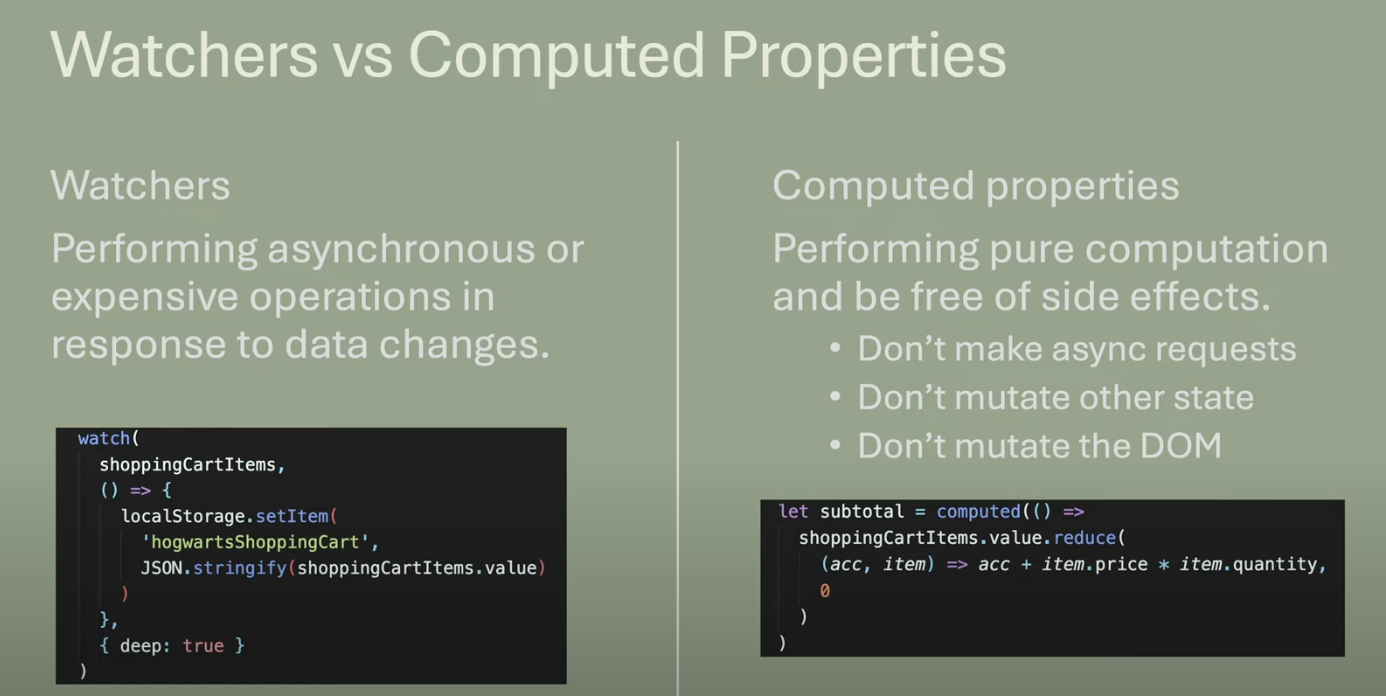 Watchers vs Computed Properties
Watchers
Performing asynchronous or
expensive operations in
response to data changes.
watch(
shoppingCartItems,
() => {
localStorage.setItem(
'hogwartsShoppingCart',
JSON.stringify(shoppingCartItems.value)
)
},
{ deep: true }
)
Computed properties
Performing pure computation
and be free of side effects.
• Don’t make async requests
• Don’t mutate other state
• Don’t mutate the DOM
let subtotal = computed(() =>
shoppingCartItems.value.reduce(
(acc, item) => acc + item.price * item.quantity,
0
)
)